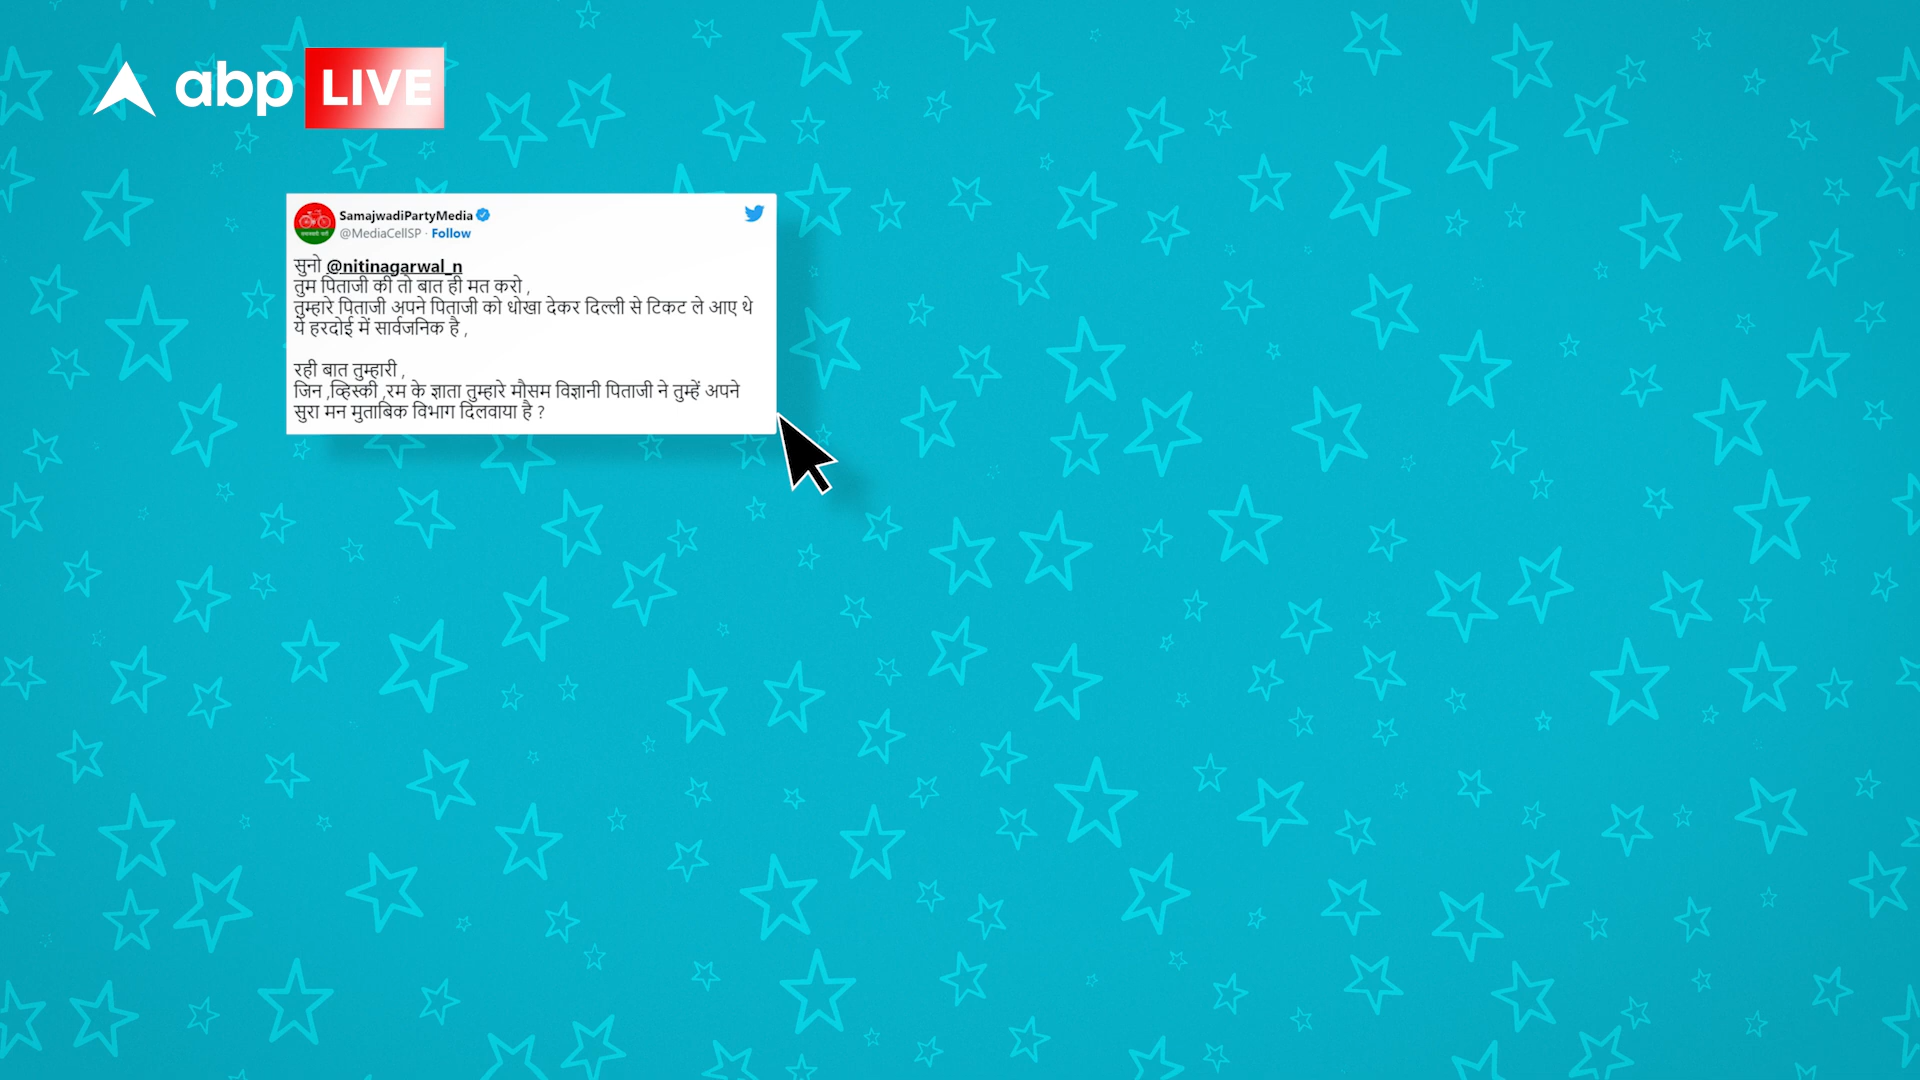 abp LIVE
SamajwadiPartyMedia
@MediaCellSP · Follow
सुनो @nitinagarwal_n
तुम पिताजी की तो बात ही मत करो ,
तुम्हारे पिताजी अपने पिताजी को धोखा देकर दिल्ली से टिकट ले आए थे
ये हरदोई में सार्वजनिक है ,
रही बात तुम्हारी ,
जिन ,व्हिस्की ,रम के ज्ञाता तुम्हारे मौसम विज्ञानी पिताजी ने तुम्हें अपने
सुरा मन मुताबिक विभाग दिलवाया है ?